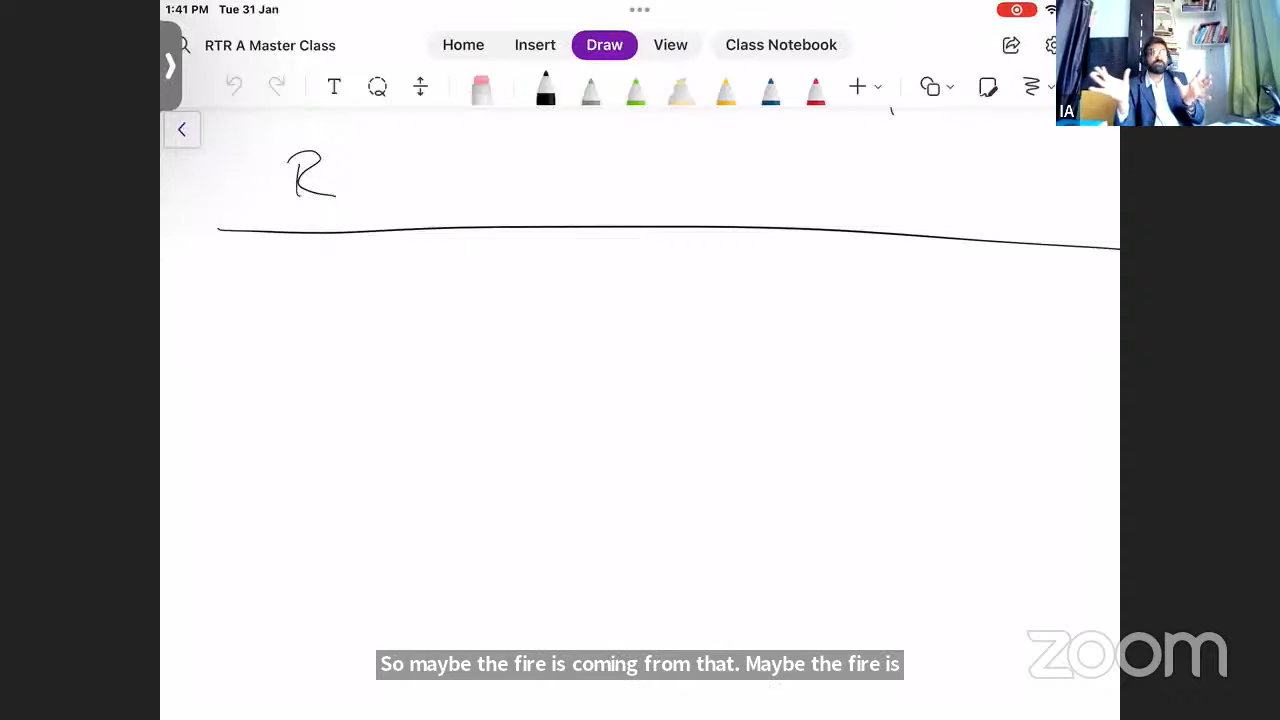 1:41 PM Tue 31 Jan
RTR A Master Class
Home Insert Draw View Class Notebook
T
IA
R
So maybe the fire is coming from that. Maybe the fire is
zoom